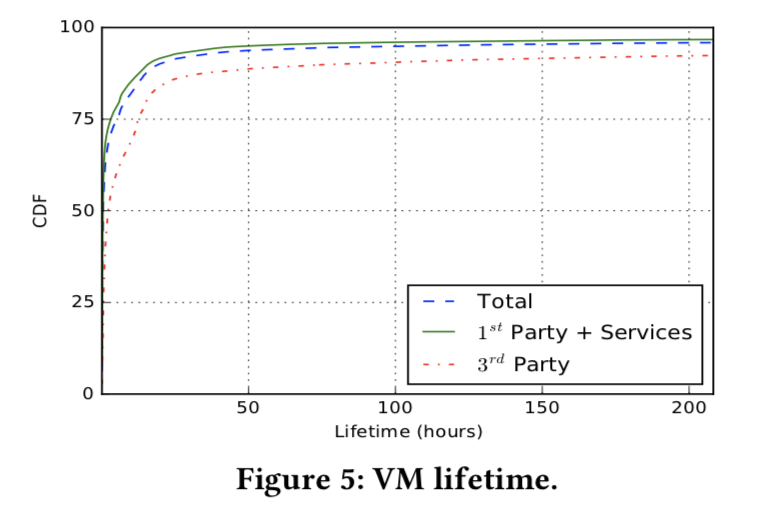 100
75
50
25
0
CDF
Total
1st Party + Services
3rd Party
50 100 150 200
Lifetime (hours)
Figure 5: VM lifetime.